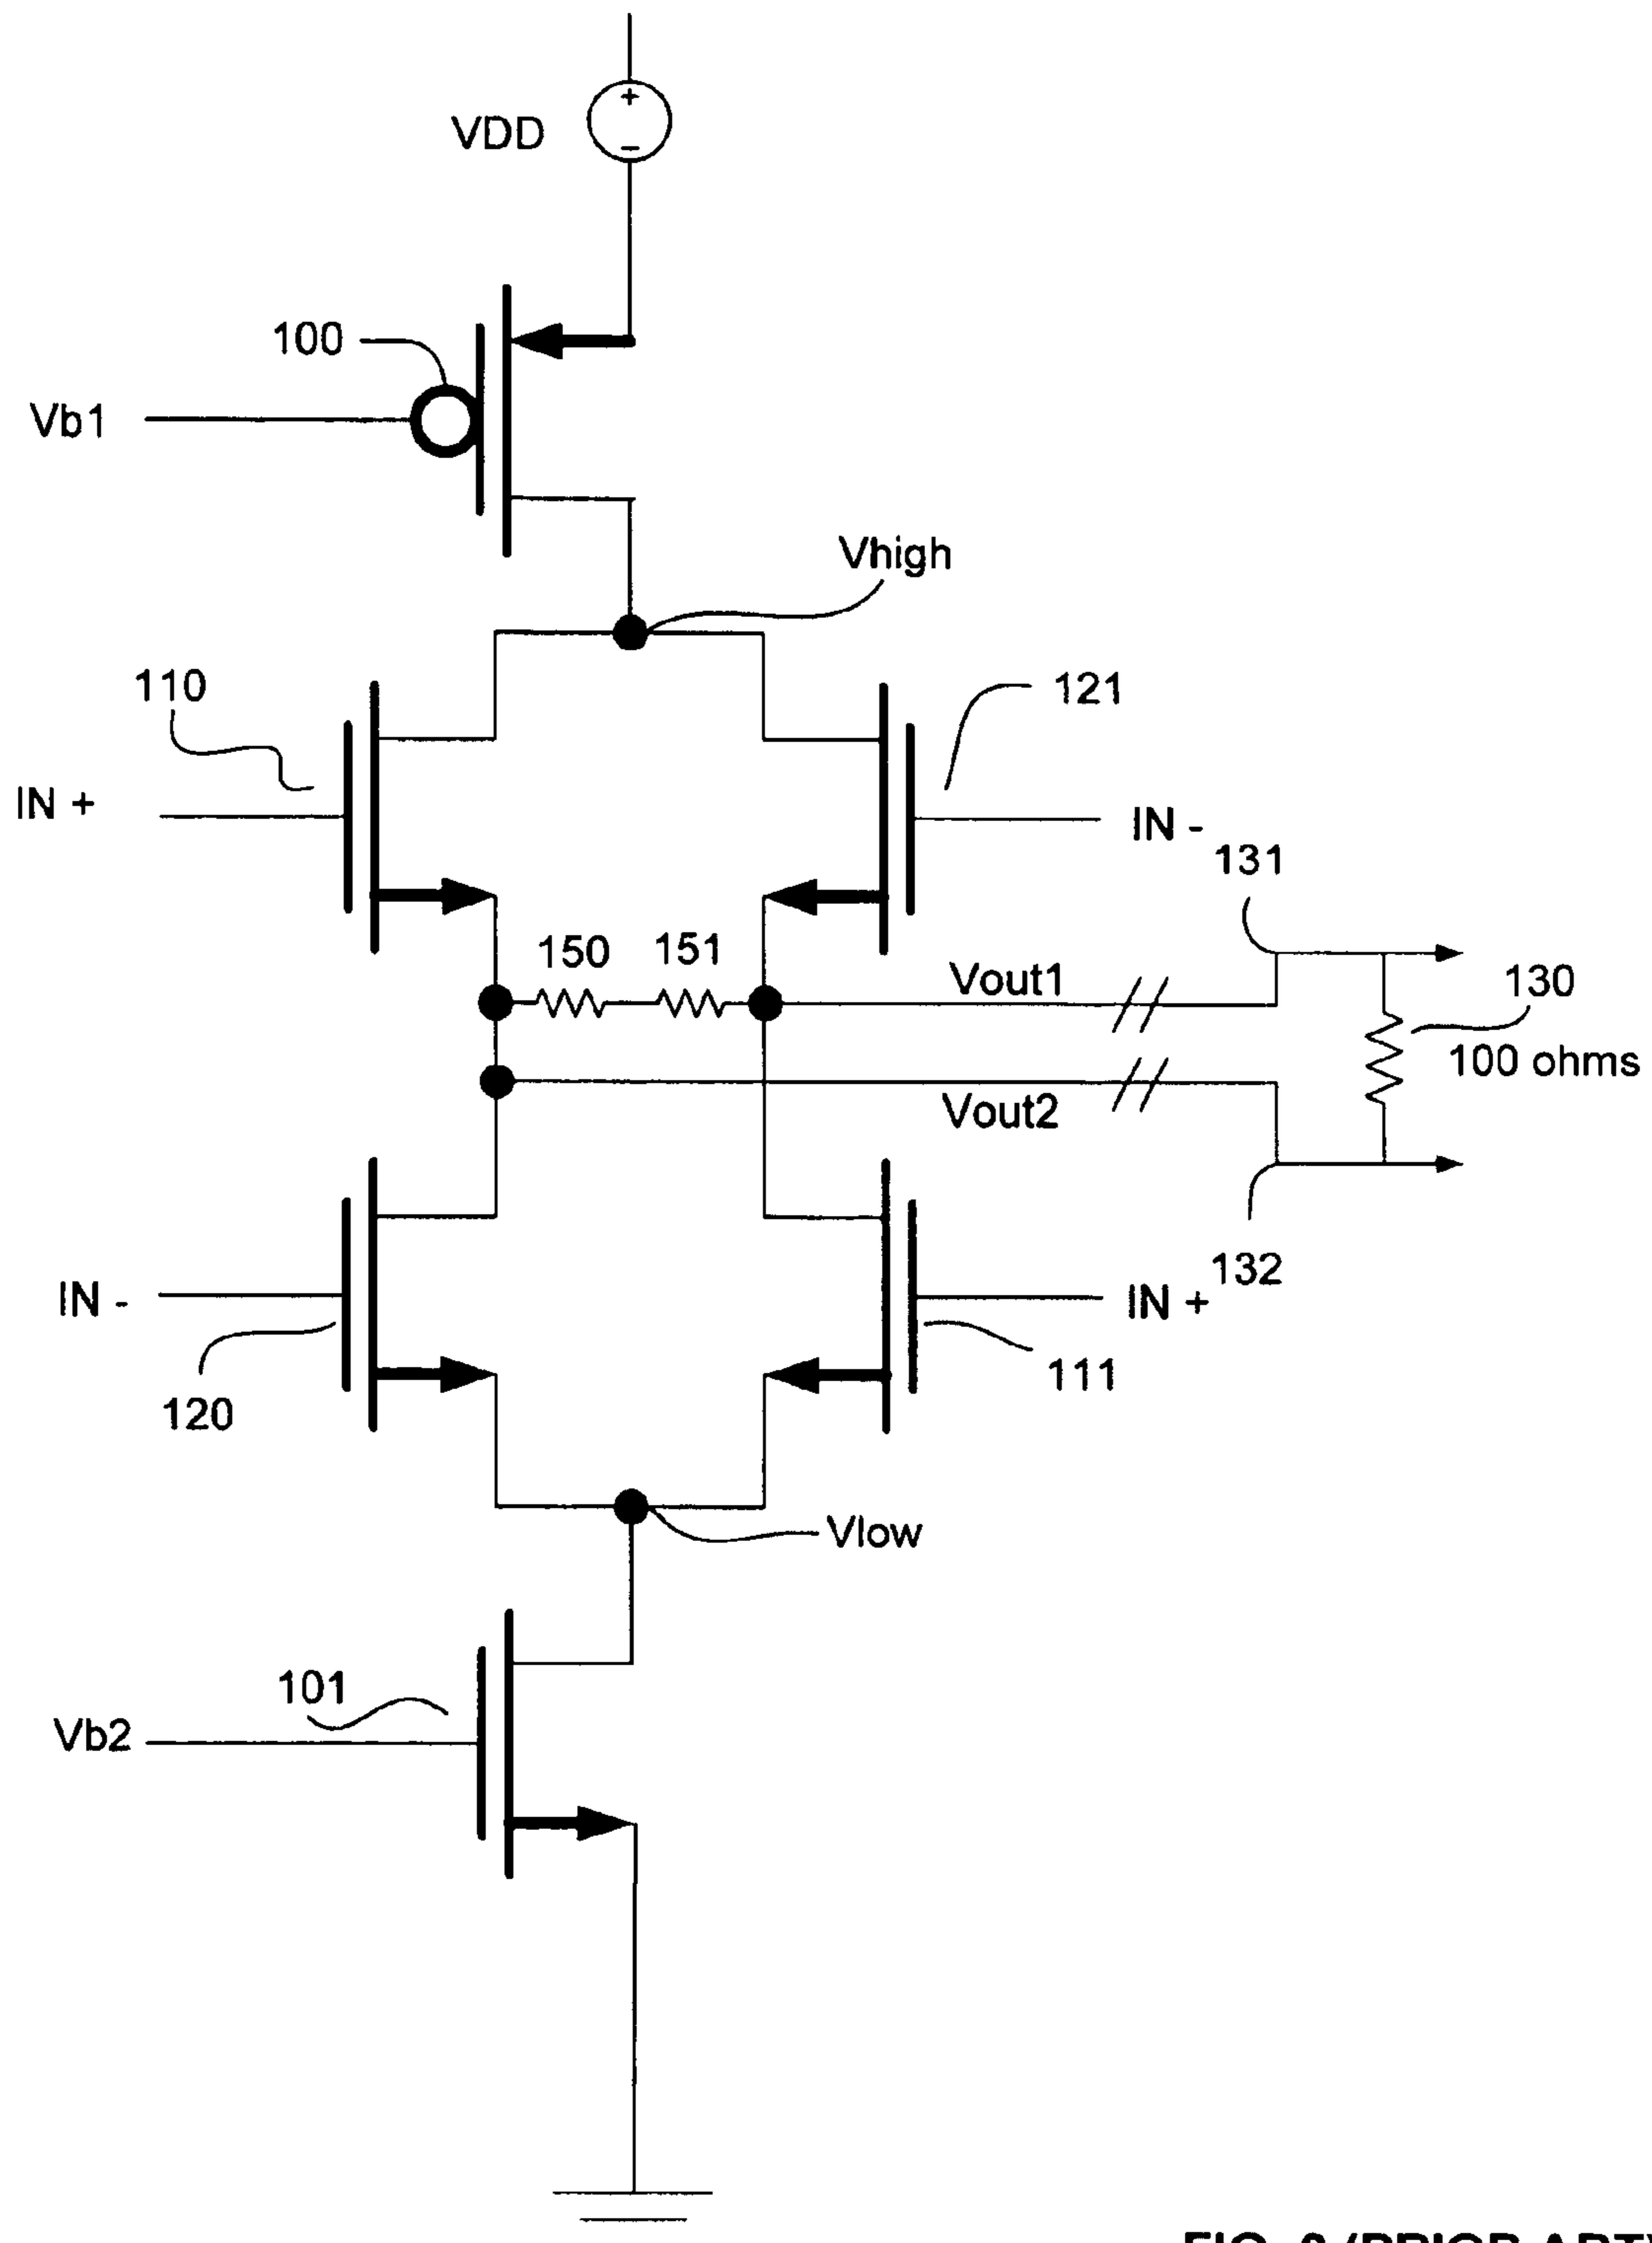 +
VDD
-
100
Vb1
Vhigh
110
121
IN +
IN -
131
150
151
Vout1
130
100 ohms
Vout2
IN -
132
IN +
120
111
Vlow
101
Vb2